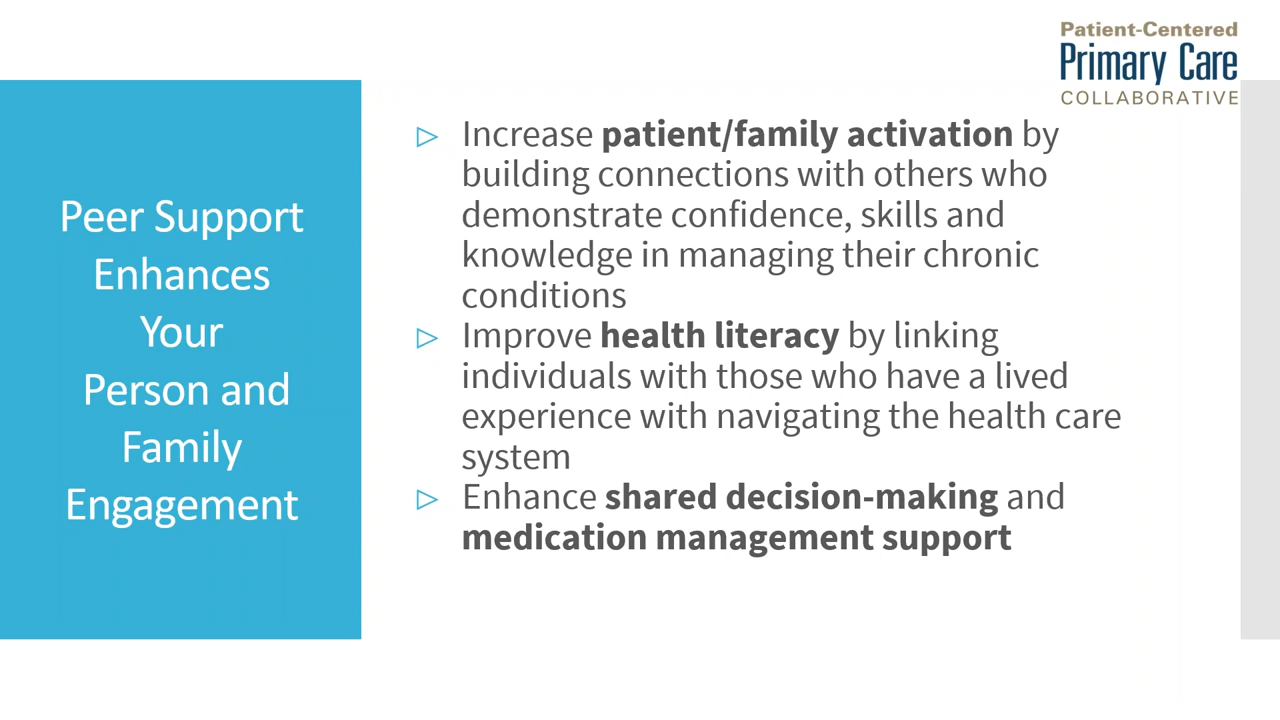 Patient-Centered
Primary Care
COLLABORATIVE
Peer Support
Enhances
Your
Person and
Family
Engagement
▷ Increase patient/family activation by
building connections with others who
demonstrate confidence, skills and
knowledge in managing their chronic
conditions
▷ Improve health literacy by linking
individuals with those who have a lived
experience with navigating the health care
system
▷ Enhance shared decision-making and
medication management support